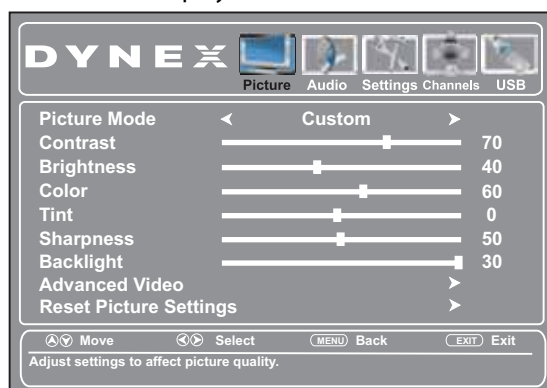 DYNEX
Picture Audio Settings Channels USB
Picture Mode Custom
Contrast 70
Brightness 40
Color 60
Tint 0
Sharpness 50
Backlight 30
Advanced Video
Reset Picture Settings
Move Select MENU Back EXIT Exit
Adjust settings to affect picture quality.